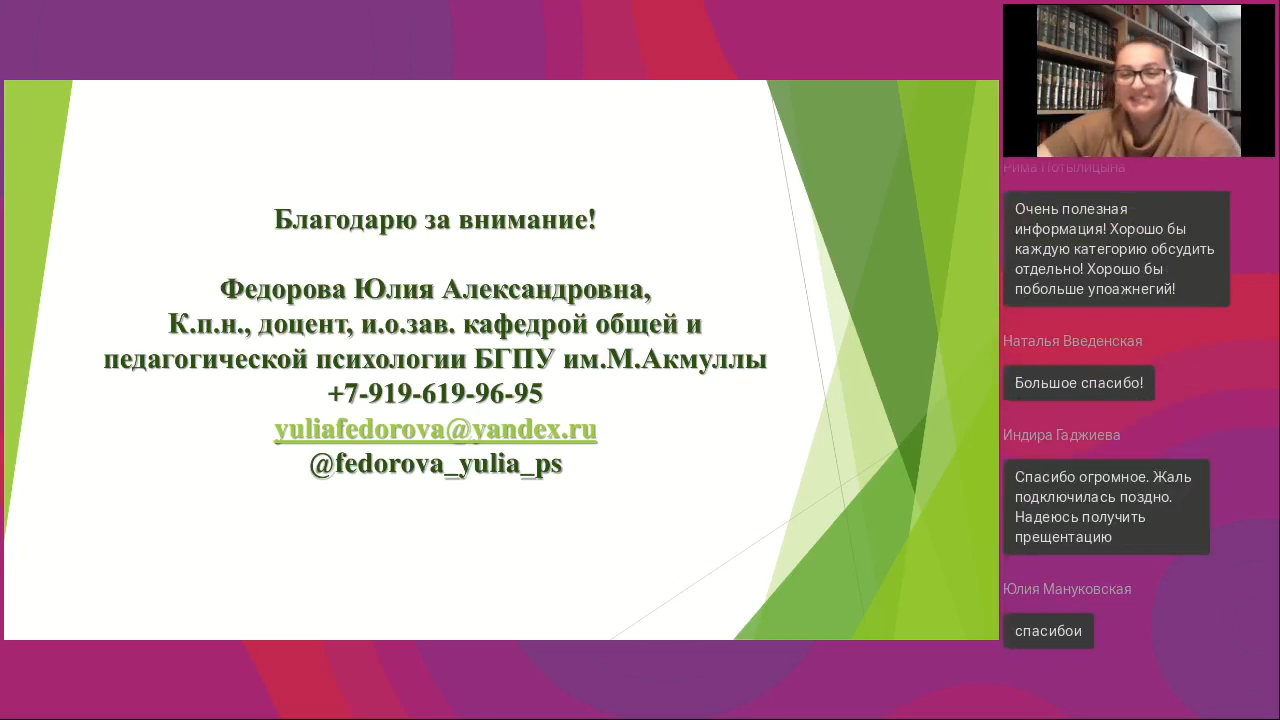 Благодарю за внимание!
Федорова Юлия Александровна,
К.п.н., доцент, и.о.зав. кафедрой общей и
педагогической психологии БГПУ им.М.Акмуллы
+7-919-619-96-95
yuliafedorova@yandex.ru
@fedorova_yulia_ps
Рима Потылицына
Очень полезная
информация! Хорошо бы
каждую категорию обсудить
отдельно! Хорошо бы
побольше упоажнегий!
Наталья Введенская
Большое спасибо!
Индира Гаджиева
Спасибо огромное. Жаль
подключилась поздно.
Надеюсь получить
прещентацию
Юлия Мануковская
спасибои